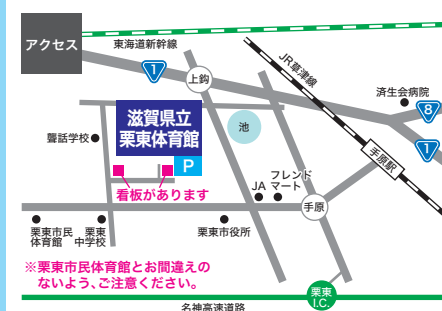 アクセス
東海道新幹線
1
上鈎
JR草津線
済生会病院
8
滋賀県立
栗東体育館
池
聾話学校
P
1
手原駅
看板があります
フレンド
マート
JA
手原
栗東市民
体育館
栗東
中学校
栗東市役所
※栗東市民体育館とお間違えの
ないよう、ご注意ください。
栗東
I.C.
名神高速道路